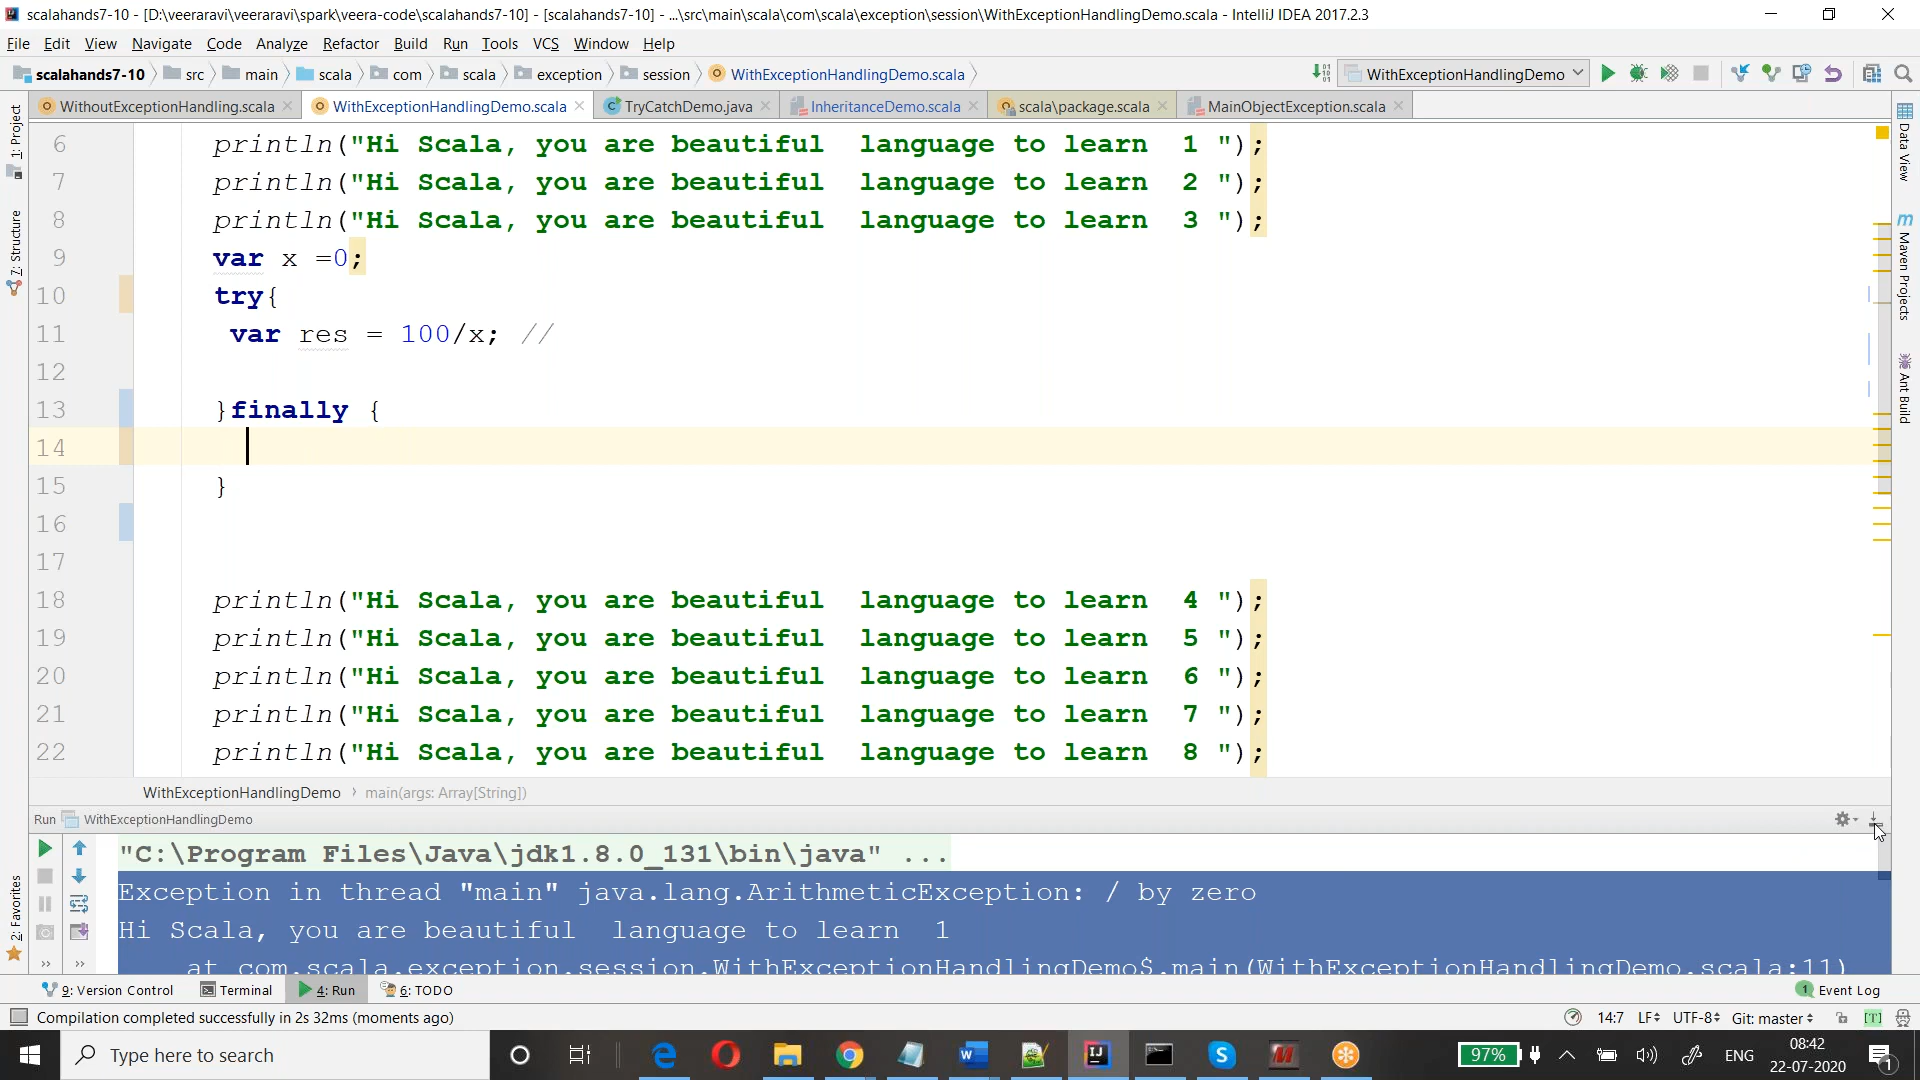 scalahands7-10 - [D:\veeraravi\veeraravi\spark\veera-code\scalahands7-10] - [scalahands7-10] - ...\src\main\scala\com\scala\exception\session\WithExceptionHandlingDemo.scala - IntelliJ IDEA 2017.2.3
File Edit View Navigate Code Analyze Refactor Build Run Tools VCS Window Help
scalahands7-10 src main scala com scala exception session WithExceptionHandlingDemo.scala WithExceptionHandlingDemo
WithoutExceptionHandling.scala WithExceptionHandlingDemo.scala TryCatchDemo.java InheritanceDemo.scala scala\package.scala MainObjectException.scala
1: Project
7: Structure
2: Favorites
6 println("Hi Scala, you are beautiful  language to learn  1 ");
7 println("Hi Scala, you are beautiful  language to learn  2 ");
8 println("Hi Scala, you are beautiful  language to learn  3 ");
9 var x =0;
10 try{
11 var res = 100/x; //
12
13 }finally {
14
15 }
16
17
18 println("Hi Scala, you are beautiful  language to learn  4 ");
19 println("Hi Scala, you are beautiful  language to learn  5 ");
20 println("Hi Scala, you are beautiful  language to learn  6 ");
21 println("Hi Scala, you are beautiful  language to learn  7 ");
22 println("Hi Scala, you are beautiful  language to learn  8 ");
Data View
Maven Projects
Ant Build
WithExceptionHandlingDemo › main(args: Array[String])
Run WithExceptionHandlingDemo
"C:\Program Files\Java\jdk1.8.0_131\bin\java" ...
Exception in thread "main" java.lang.ArithmeticException: / by zero
Hi Scala, you are beautiful  language to learn  1
at com.scala.exception.session.WithExceptionHandlingDemo$.main(WithExceptionHandlingDemo.scala:11)
9: Version Control Terminal 4: Run 6: TODO 1 Event Log
Compilation completed successfully in 2s 32ms (moments ago) 14:7 LF UTF-8 Git: master [T]
Type here to search 97% ENG 08:42
22-07-2020 1